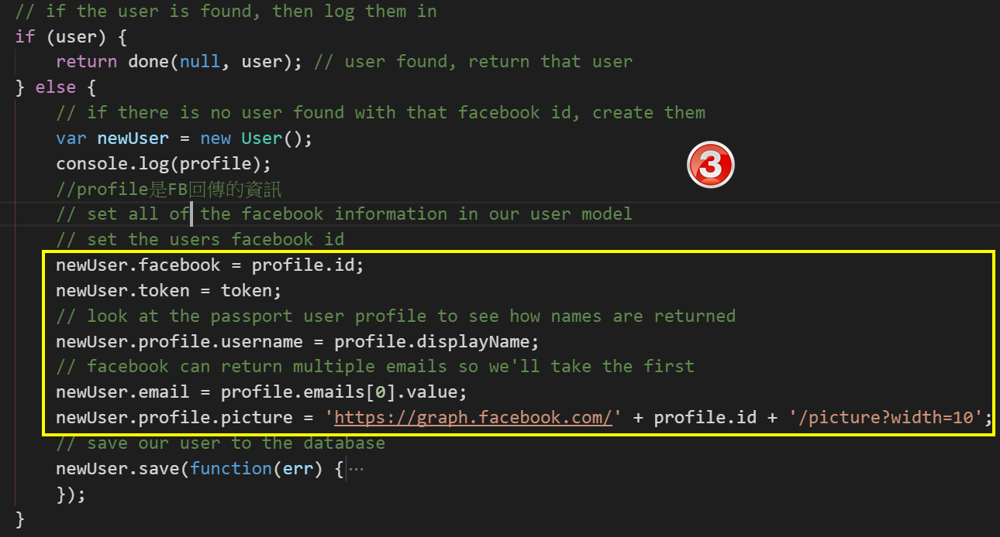 // if the user is found, then log them in
if (user) {
return done(null, user); // user found, return that user
} else {
// if there is no user found with that facebook id, create them
var newUser = new User();
console.log(profile);
3
//profile是FB回傳的資訊
// set all of the facebook information in our user model
// set the users facebook id
newUser.facebook = profile.id;
newUser.token = token;
// look at the passport user profile to see how names are returned
newUser.profile.username = profile.displayName;
// facebook can return multiple emails so we'll take the first
newUser.email = profile.emails[0].value;
newUser.profile.picture = 'https://graph.facebook.com/' + profile.id + '/picture?width=10';
// save our user to the database
newUser.save(function(err) {⋯
});
}